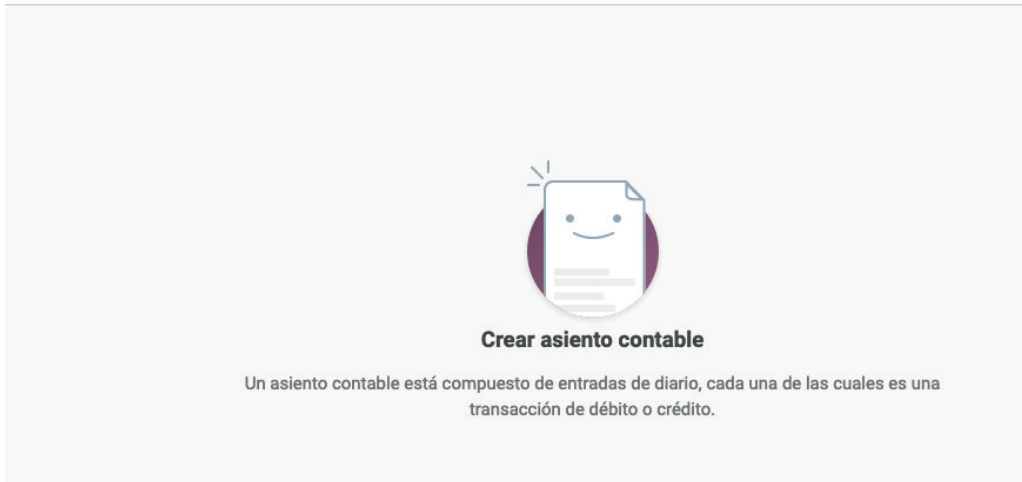 Crear asiento contable
Un asiento contable está compuesto de entradas de diario, cada una de las cuales es una
transacción de débito o crédito.